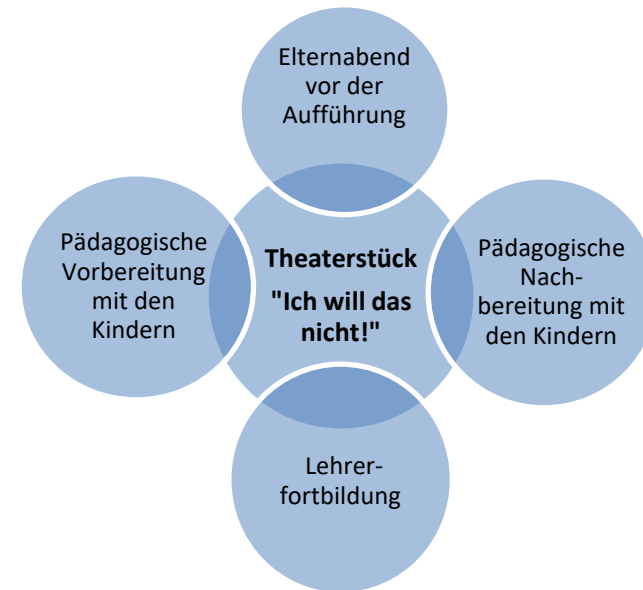 Elternabend
vor der
Aufführung
Pädagogische
Vorbereitung
mit den
Kindern
Theaterstück
"Ich will das
nicht!"
Pädagogische
Nach-
bereitung mit
den Kindern
Lehrer-
fortbildung